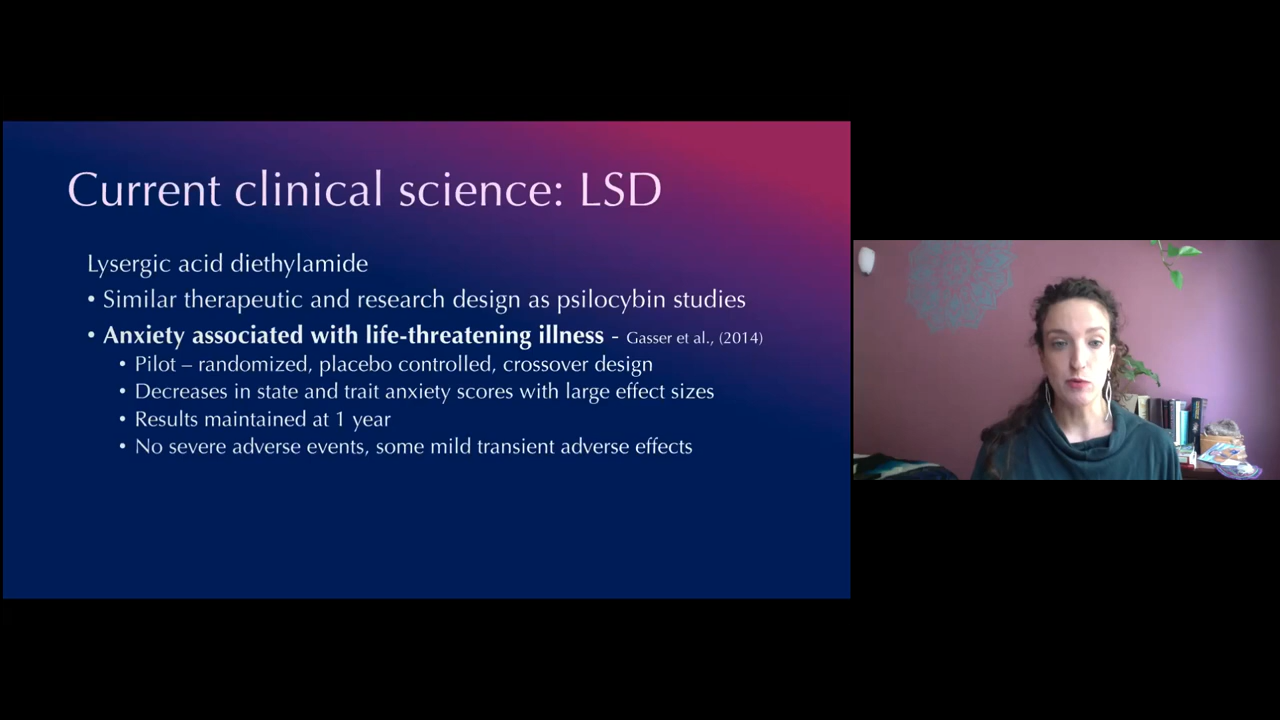 Current clinical science: LSD
Lysergic acid diethylamide
• Similar therapeutic and research design as psilocybin studies
• Anxiety associated with life-threatening illness - Gasser et al., (2014)
• Pilot – randomized, placebo controlled, crossover design
• Decreases in state and trait anxiety scores with large effect sizes
• Results maintained at 1 year
• No severe adverse events, some mild transient adverse effects